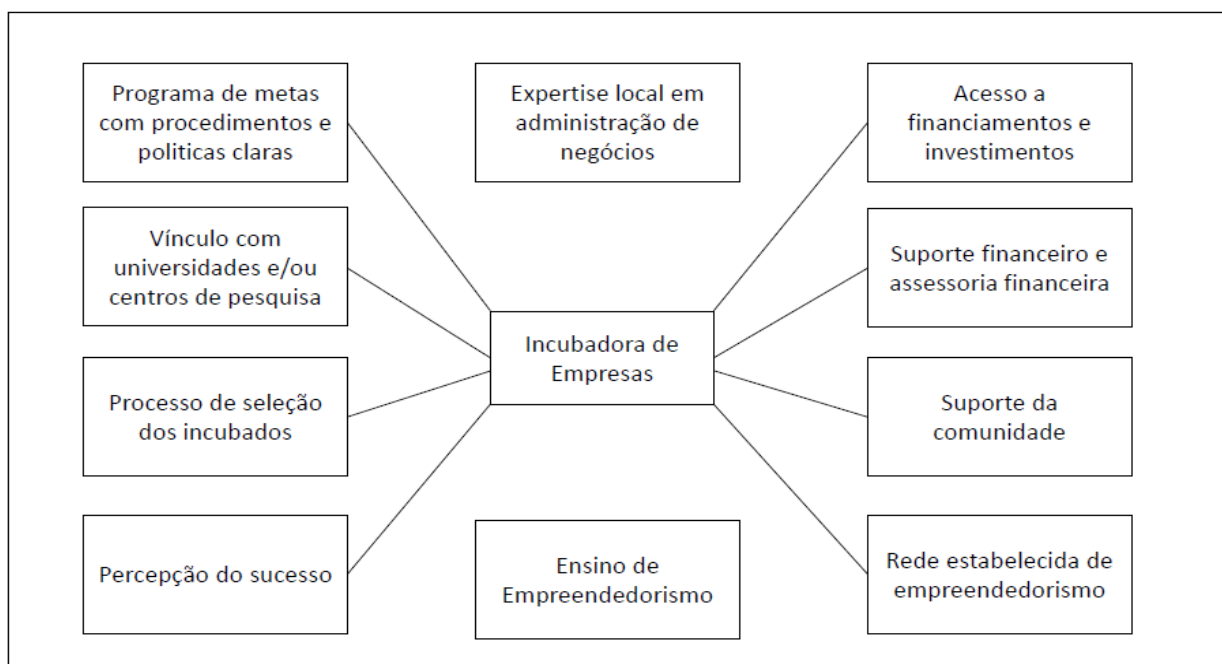 Programa de metas
com procedimentos e
politicas claras
Expertise local em
administração de
negócios
Acesso a
financiamentos e
investimentos
Vínculo com
universidades e/ou
centros de pesquisa
Suporte financeiro e
assessoria financeira
Incubadora de
Empresas
Processo de seleção
dos incubados
Suporte da
comunidade
Percepção do sucesso
Ensino de
Empreendedorismo
Rede estabelecida de
empreendedorismo